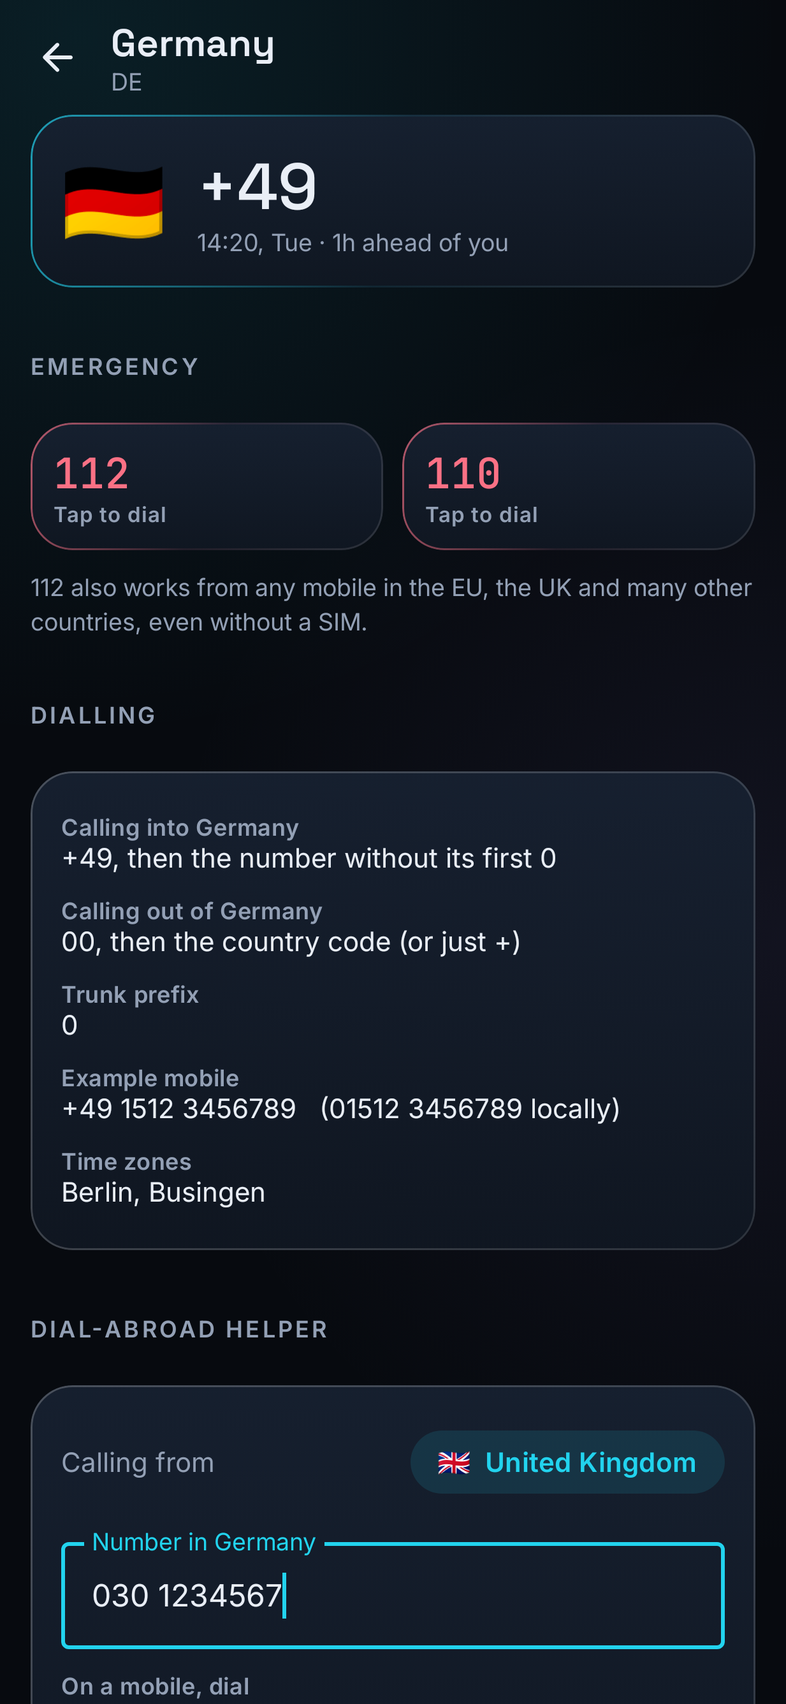 Germany
DE
+49
14:20, Tue · 1h ahead of you
EMERGENCY
112
Tap to dial
110
Tap to dial
112 also works from any mobile in the EU, the UK and many other
countries, even without a SIM.
DIALLING
Calling into Germany
+49, then the number without its first 0
Calling out of Germany
00, then the country code (or just +)
Trunk prefix
0
Example mobile
+49 1512 3456789   (01512 3456789 locally)
Time zones
Berlin, Busingen
DIAL-ABROAD HELPER
Calling from
United Kingdom
Number in Germany
030 1234567
On a mobile, dial